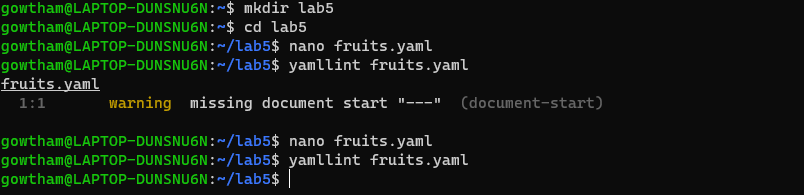 gowtham@LAPTOP-DUNSNU6N:~$ mkdir lab5
gowtham@LAPTOP-DUNSNU6N:~$ cd lab5
gowtham@LAPTOP-DUNSNU6N:~/lab5$ nano fruits.yaml
gowtham@LAPTOP-DUNSNU6N:~/lab5$ yamllint fruits.yaml
fruits.yaml
  1:1       warning  missing document start "---"  (document-start)
gowtham@LAPTOP-DUNSNU6N:~/lab5$ nano fruits.yaml
gowtham@LAPTOP-DUNSNU6N:~/lab5$ yamllint fruits.yaml
gowtham@LAPTOP-DUNSNU6N:~/lab5$